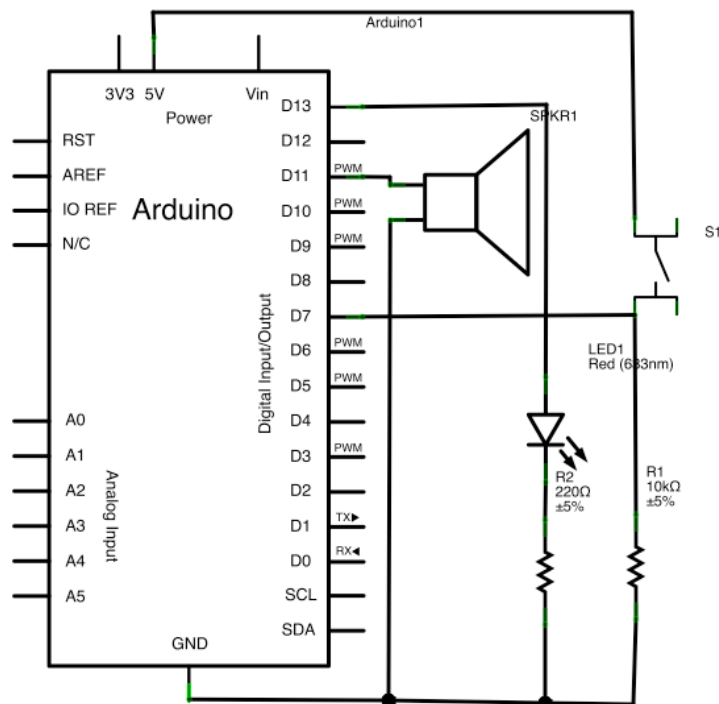 Arduino1
3V3 5V Vin
Power
D13
SPKR1
RST
D12
AREF
D11 PWM
IO REF
Arduino
D10 PWM
N/C
D9 PWM
S1
D8
D7
Digital Input/Output
D6 PWM
LED1
Red (633nm)
D5 PWM
A0
D4
A1
D3 PWM
Analog Input
A2
D2
R2
220Ω
±5%
R1
10kΩ
±5%
A3
D1 TX▶
A4
D0 RX◀
A5
SCL
SDA
GND